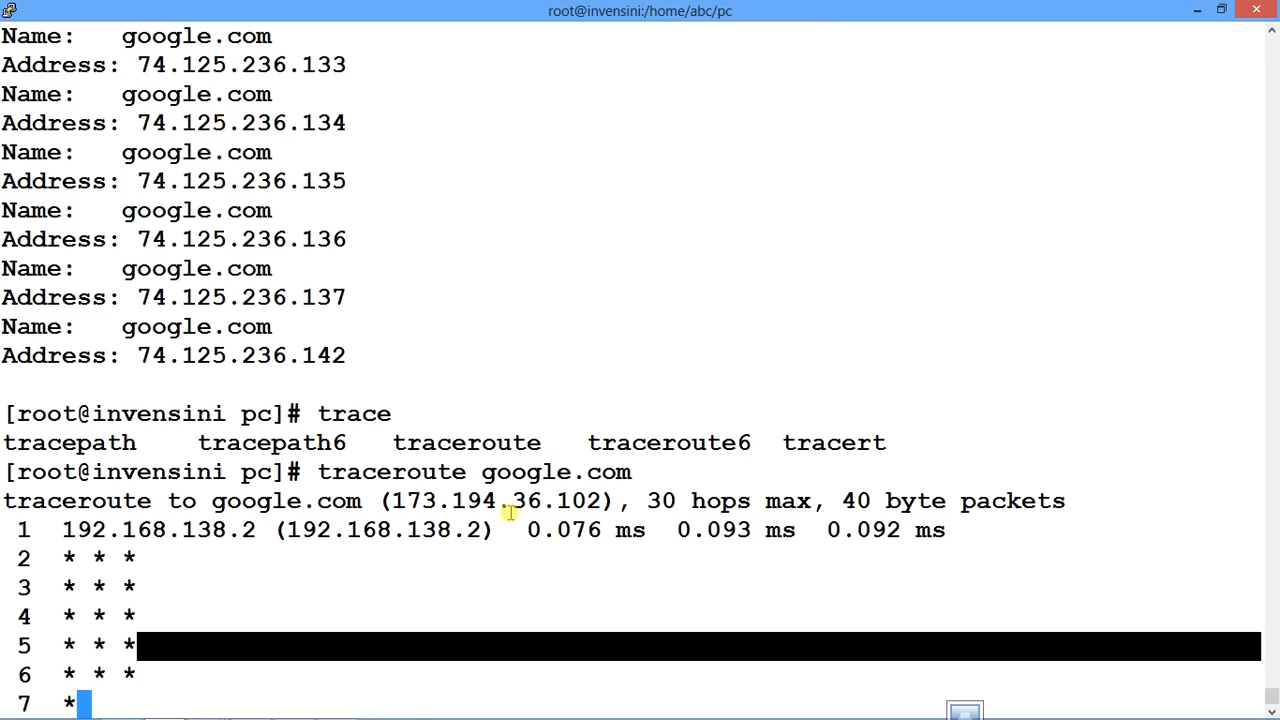 root@invensini:/home/abc/pc
Name:   google.com
Address: 74.125.236.133
Name:   google.com
Address: 74.125.236.134
Name:   google.com
Address: 74.125.236.135
Name:   google.com
Address: 74.125.236.136
Name:   google.com
Address: 74.125.236.137
Name:   google.com
Address: 74.125.236.142
[root@invensini pc]# trace
tracepath    tracepath6   traceroute   traceroute6  tracert
[root@invensini pc]# traceroute google.com
traceroute to google.com (173.194.36.102), 30 hops max, 40 byte packets
 1  192.168.138.2 (192.168.138.2)  0.076 ms  0.093 ms  0.092 ms
 2  * * *
 3  * * *
 4  * * *
 5  * * *
 6  * * *
 7  *